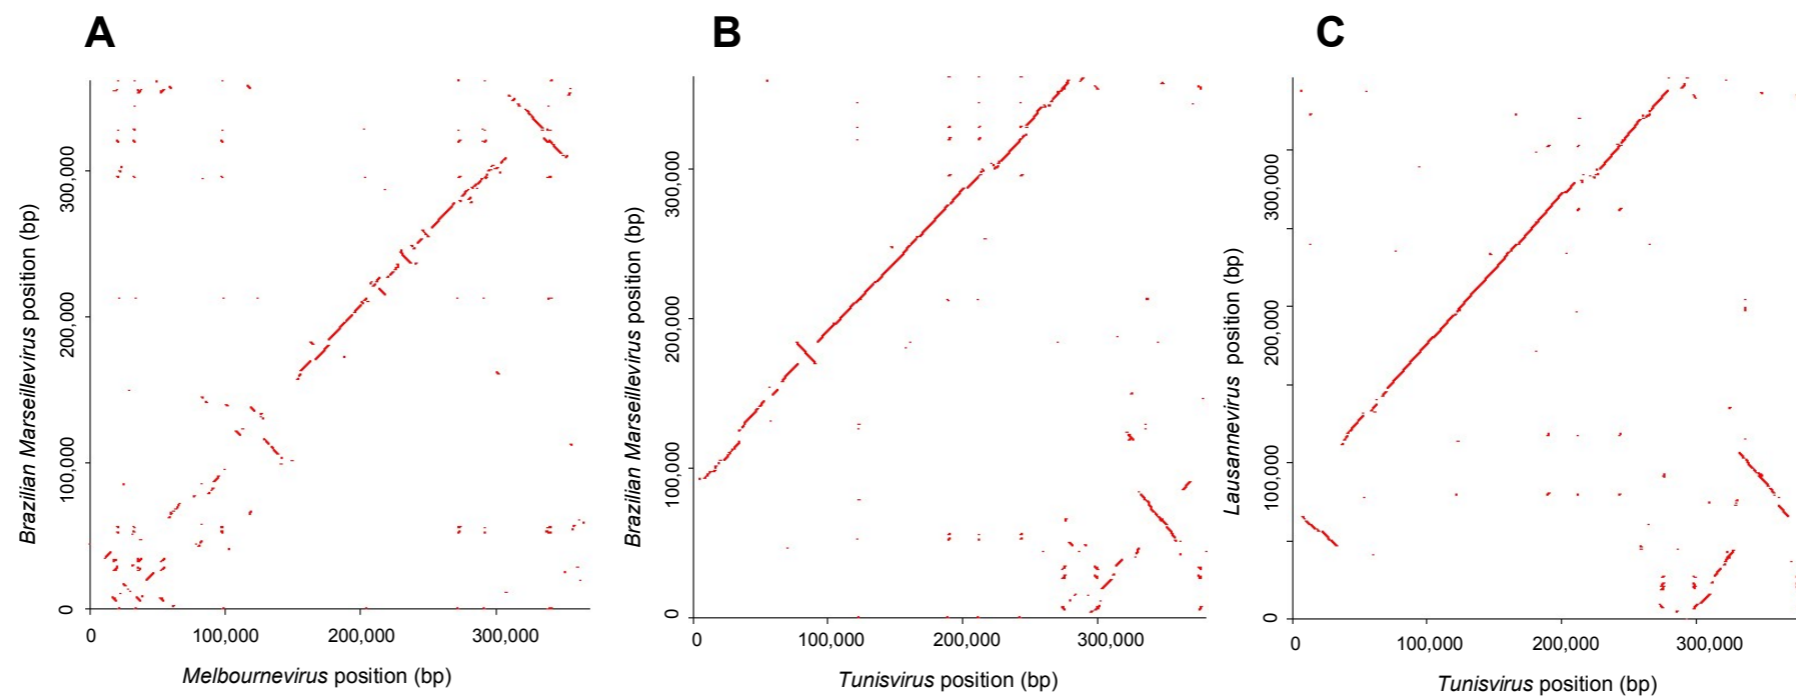 A
B
C
Brazilian Marseillevirus position (bp)
300,000
200,000
100,000
0
0
100,000
200,000
300,000
Melbournevirus position (bp)
Brazilian Marseillevirus position (bp)
300,000
200,000
100,000
0
0
100,000
200,000
300,000
Tunisvirus position (bp)
Lausannevirus position (bp)
300,000
200,000
100,000
0
0
100,000
200,000
300,000
Tunisvirus position (bp)